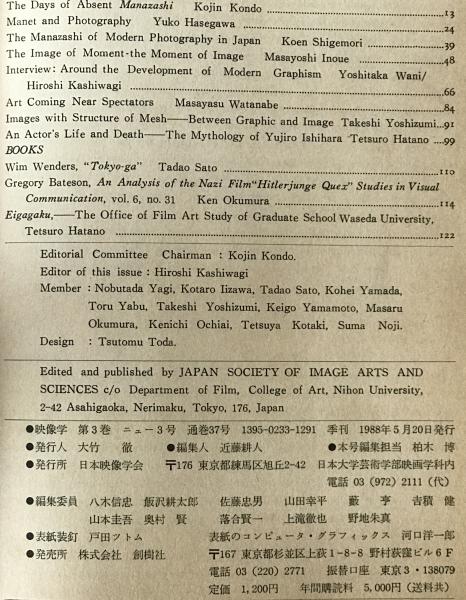 The Days of Absent Manazashi Kojin Kondo 13
Manet and Photography Yuko Hasegawa 24
The Manazashi of Modern Photography in Japan Koen Shigemori 39
The Image of Moment-the Moment of Image Masayoshi Inoue 48
Interview: Around the Development of Modern Graphism Yoshitaka Wani/
Hiroshi Kashiwagi 66
Art Coming Near Spectators Masayasu Watanabe 84
Images with Structure of Mesh——Between Graphic and Image Takeshi Yoshizumi...91
An Actor's Life and Death——The Mythology of Yujiro Ishihara Tetsuro Hatano ....99
BOOKS
Wim Wenders, "Tokyo-ga" Tadao Sato 110
Gregory Bateson, An Analysis of the Nazi Film"Hitlerjunge Quex" Studies in Visual
Communication, vol. 6, no. 31 Ken Okumura 114
Eigagaku,——The Office of Film Art Study of Graduate School Waseda University,
Tetsuro Hatano 122
Editorial Committee Chairman : Kojin Kondo.
Editor of this issue : Hiroshi Kashiwagi
Member : Nobutada Yagi, Kotaro Iizawa, Tadao Sato, Kohei Yamada,
Toru Yabu, Takeshi Yoshizumi, Keigo Yamamoto, Masaru
Okumura, Kenichi Ochiai, Tetsuya Kotaki, Suma Noji.
Design : Tsutomu Toda.
Edited and published by JAPAN SOCIETY OF IMAGE ARTS AND
SCIENCES c/o Department of Film, College of Art, Nihon University,
2-42 Asahigaoka, Nerimaku, Tokyo, 176, Japan
●映像学 第3巻 ニュー3号 通巻37号 1395-0233-1291 季刊 1988年5月20日発行
●発行人 大竹 徹 ●編集人 近藤耕人 ●本号編集担当 柏木 博
●発行所 日本映像学会 〒176 東京都練馬区旭丘2-42 日本大学芸術学部映画学科内
電話 03 (972) 2111 (代)
●編集委員 八木信忠 飯沢耕太郎 佐藤忠男 山田幸平 藪 亨 吉積 健
山本圭吾 奥村 賢 落合賢一 上滝徹也 野地朱真
●表紙装釘 戸田ツトム 表紙のコンピュータ・グラフィックス 河口洋一郎
●発売所 株式会社 創樹社 〒167 東京都杉並区上荻1-8-8 野村荻窪ビル6F
電話 03 (220) 2771 振替口座 東京3・138079
定価 1,200円 年間購読料 5,000円 (送料共)